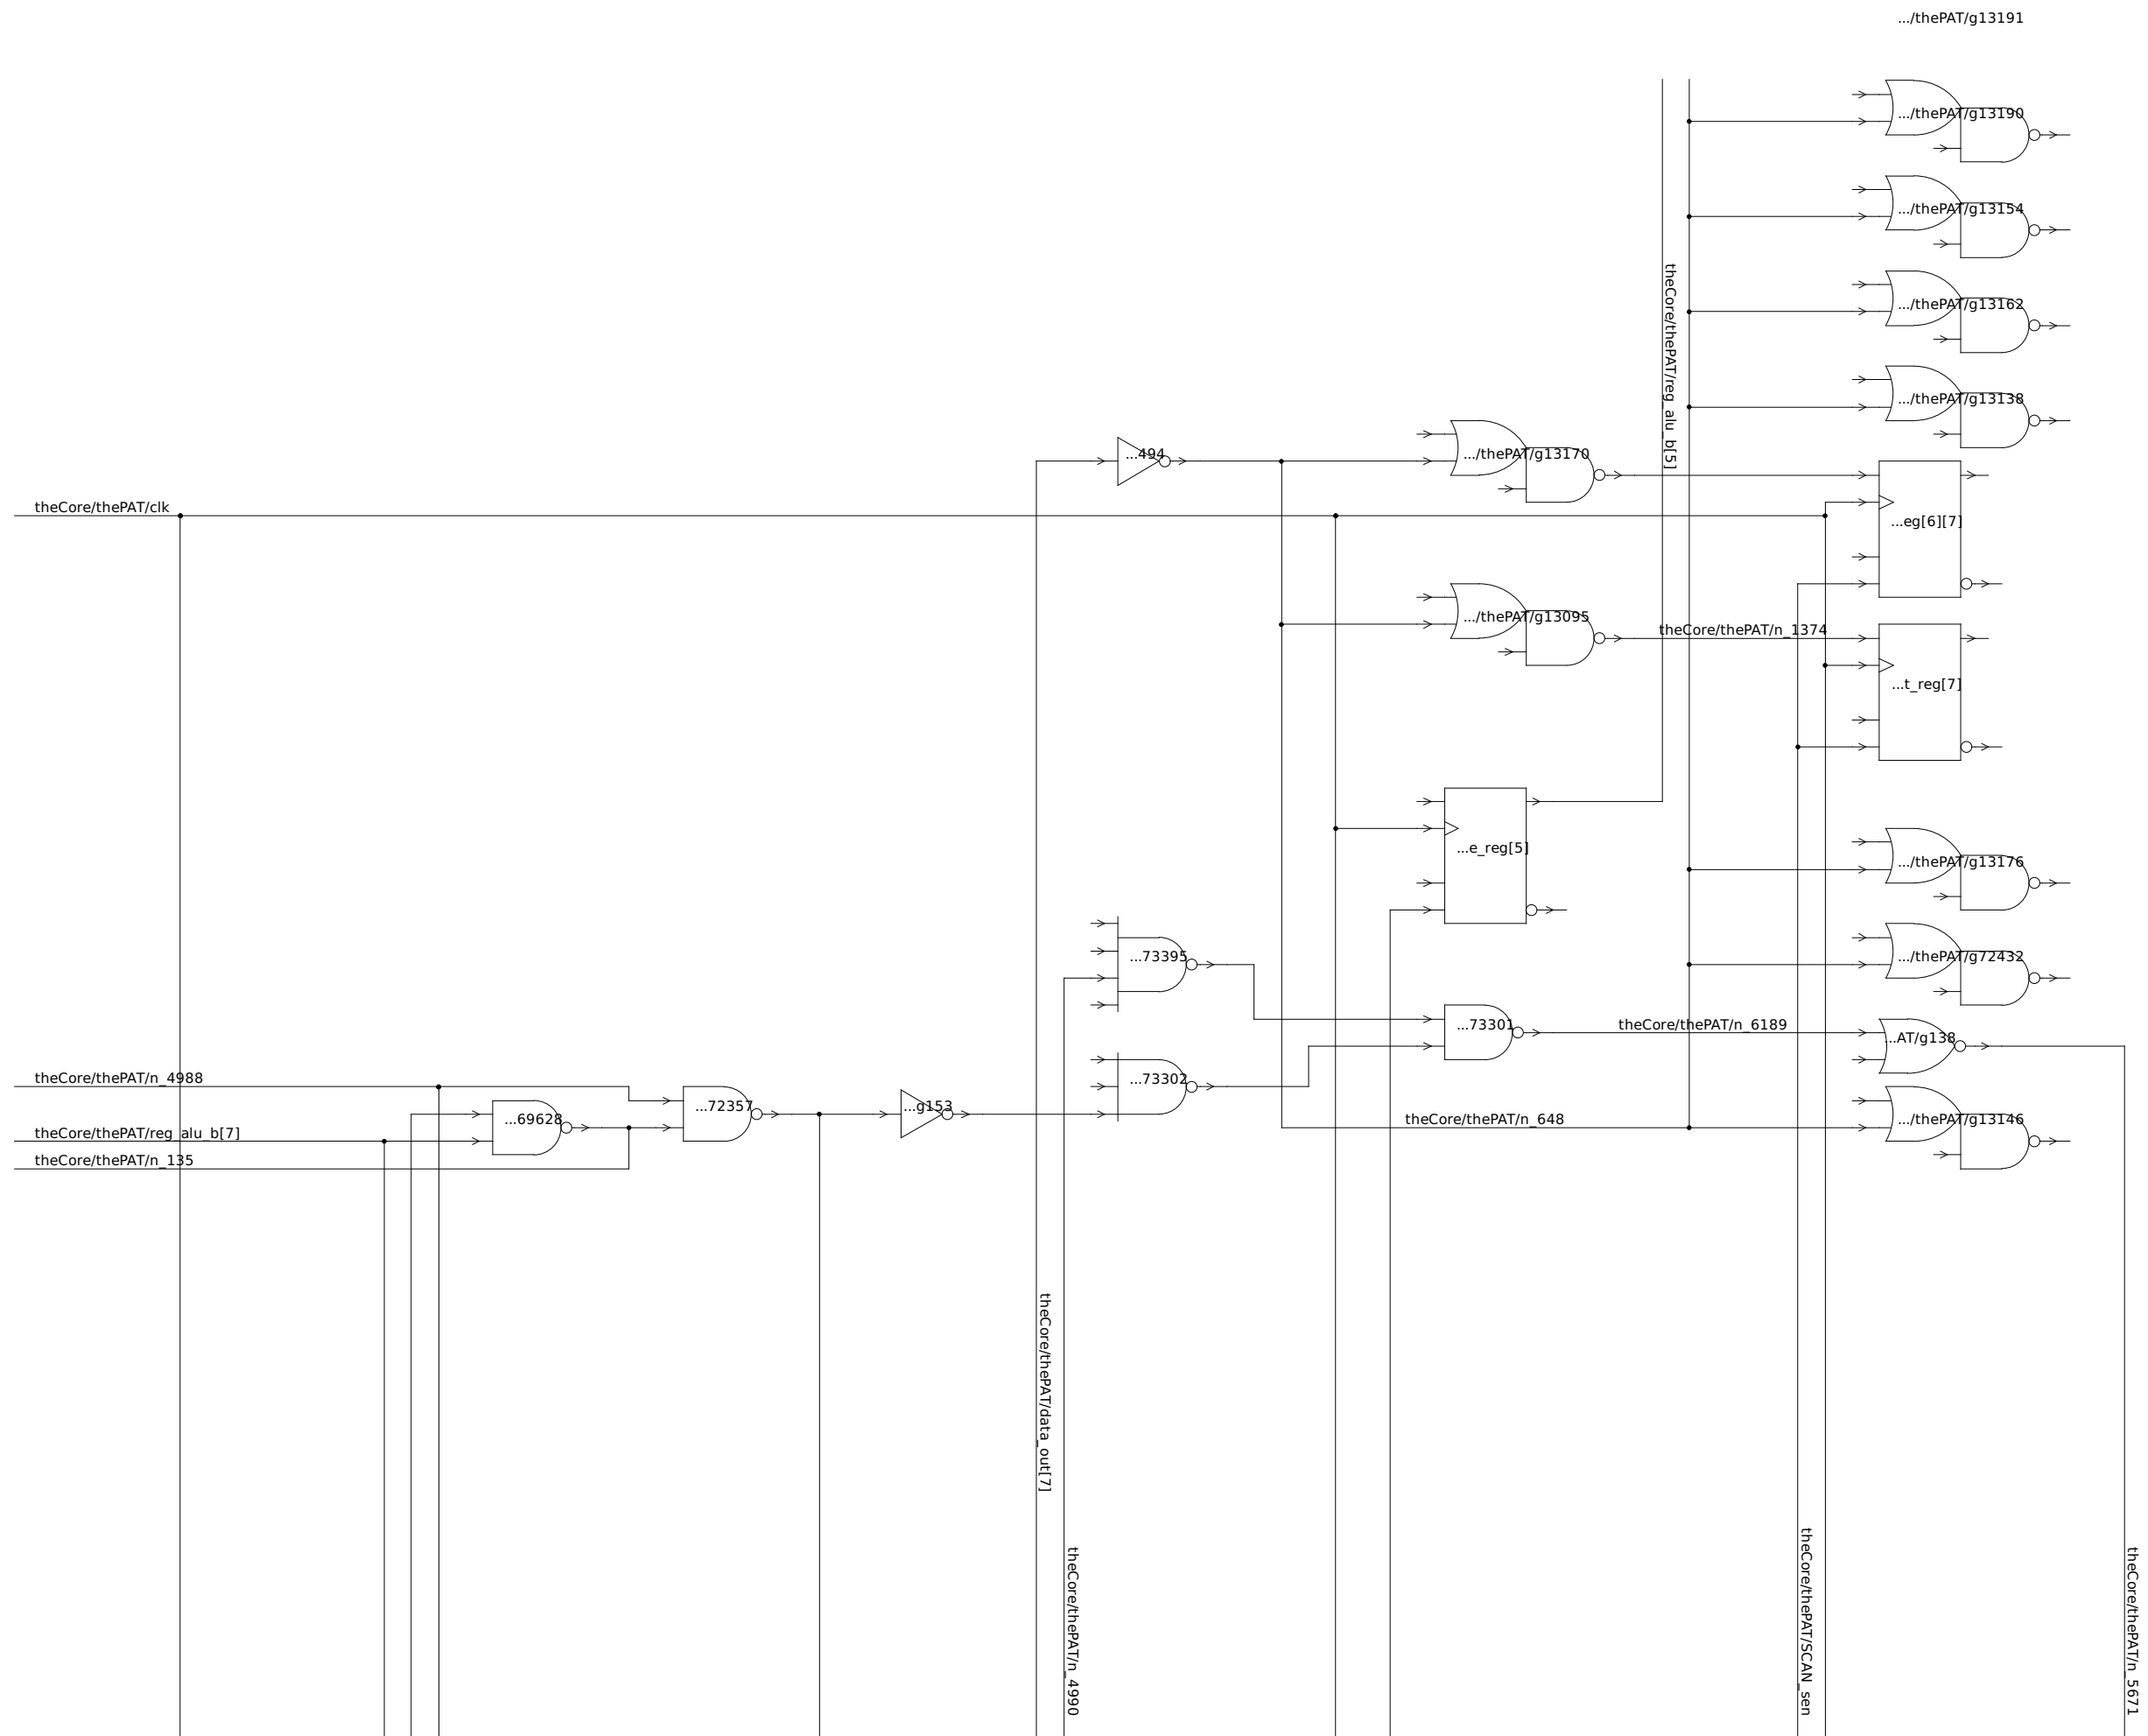 .../thePAT/g13191
.../thePAT/g13190
.../thePAT/g13154
theCore/thePAT/reg_alu_b[5]
.../thePAT/g13162
.../thePAT/g13138
...494
.../thePAT/g13170
theCore/thePAT/clk
...eg[6][7]
.../thePAT/g13095
theCore/thePAT/n_1374
...t_reg[7]
...e_reg[5]
.../thePAT/g13176
...73395
.../thePAT/g72432
...73301
theCore/thePAT/n_6189
...AT/g138
theCore/thePAT/n_4988
...73302
...72357
...g153
...69628
theCore/thePAT/n_648
.../thePAT/g13146
theCore/thePAT/reg_alu_b[7]
theCore/thePAT/n_135
theCore/thePAT/data_out[7]
theCore/thePAT/n_4990
theCore/thePAT/SCAN_sen
theCore/thePAT/n_5671